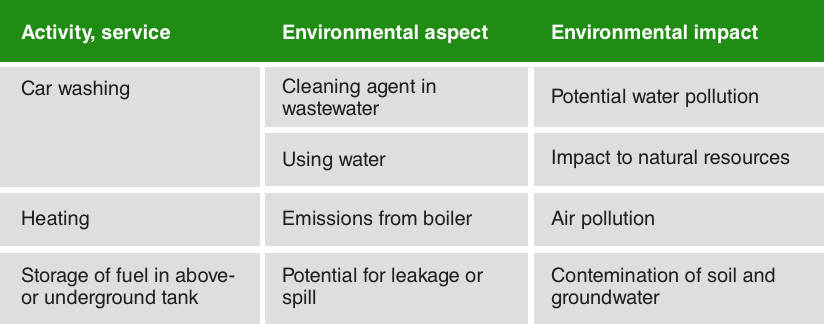 Activity, service
Environmental aspect
Environmental impact
Car washing
Cleaning agent in
wastewater
Potential water pollution
Using water
Impact to natural resources
Heating
Emissions from boiler
Air pollution
Storage of fuel in above-
or underground tank
Potential for leakage or
spill
Contemination of soil and
groundwater